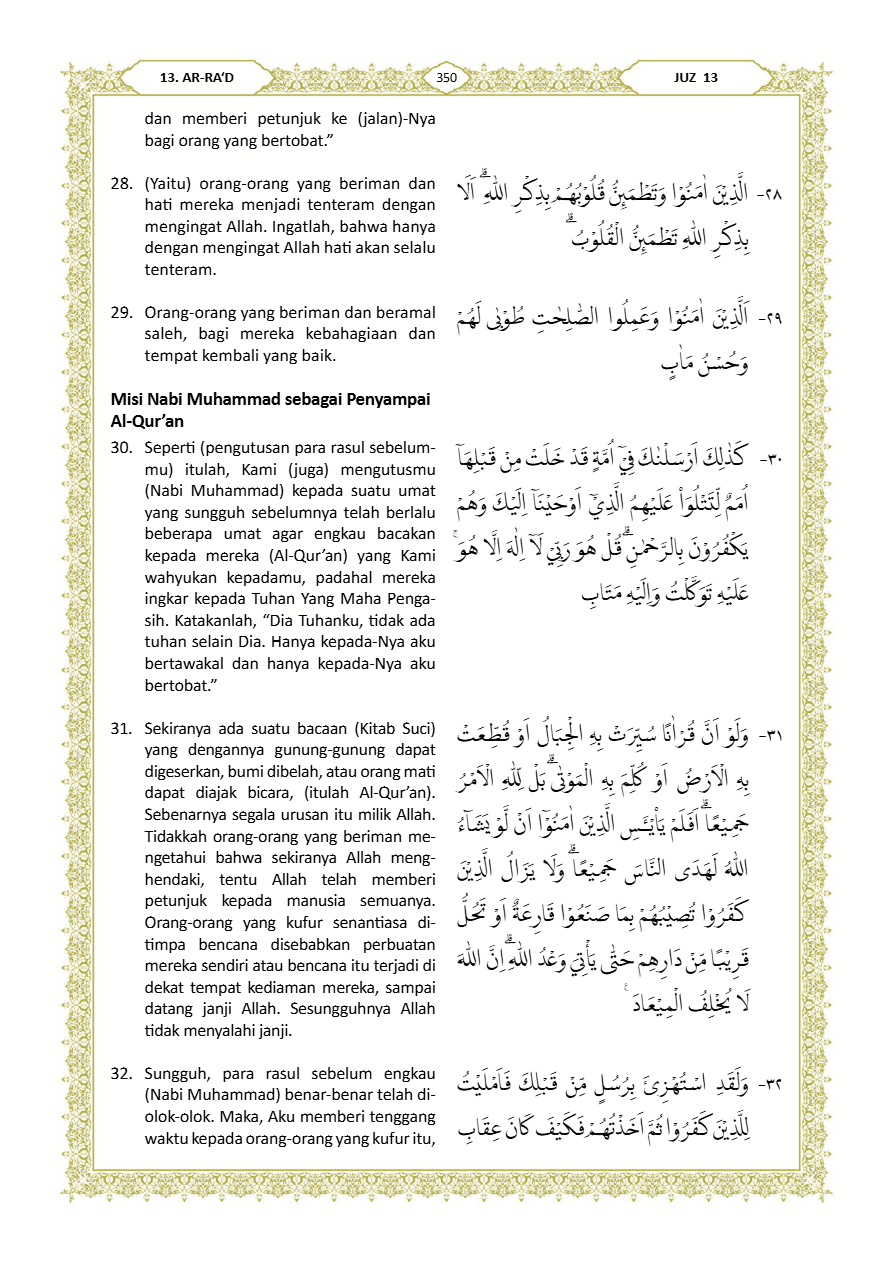 13. AR-RA‘D
350
JUZ 13
dan memberi petunjuk ke (jalan)-Nya
bagi orang yang bertobat.”
28. (Yaitu) orang-orang yang beriman dan
hati mereka menjadi tenteram dengan
mengingat Allah. Ingatlah, bahwa hanya
dengan mengingat Allah hati akan selalu
tenteram.
٢٨- الَّذِيْنَ اٰمَنُوْا وَتَطْمَىِٕنُّ قُلُوْبُهُمْ بِذِكْرِ اللّٰهِ ۗ اَلَا
بِذِكْرِ اللّٰهِ تَطْمَىِٕنُّ الْقُلُوْبُ ۗ
29. Orang-orang yang beriman dan beramal
saleh, bagi mereka kebahagiaan dan
tempat kembali yang baik.
٢٩- اَلَّذِيْنَ اٰمَنُوْا وَعَمِلُوا الصّٰلِحٰتِ طُوْبٰى لَهُمْ
وَحُسْنُ مَاٰبٍ
Misi Nabi Muhammad sebagai Penyampai
Al-Qur’an
30. Seperti (pengutusan para rasul sebelum-
mu) itulah, Kami (juga) mengutusmu
(Nabi Muhammad) kepada suatu umat
yang sungguh sebelumnya telah berlalu
beberapa umat agar engkau bacakan
kepada mereka (Al-Qur’an) yang Kami
wahyukan kepadamu, padahal mereka
ingkar kepada Tuhan Yang Maha Penga-
sih. Katakanlah, “Dia Tuhanku, tidak ada
tuhan selain Dia. Hanya kepada-Nya aku
bertawakal dan hanya kepada-Nya aku
bertobat.”
٣٠- كَذٰلِكَ اَرْسَلْنٰكَ فِيْٓ اُمَّةٍ قَدْ خَلَتْ مِنْ قَبْلِهَآ
اُمَمٌ لِّتَتْلُوَا۟ عَلَيْهِمُ الَّذِيْٓ اَوْحَيْنَآ اِلَيْكَ وَهُمْ
يَكْفُرُوْنَ بِالرَّحْمٰنِ ۗ قُلْ هُوَ رَبِّيْ لَآ اِلٰهَ اِلَّا هُوَ ۚ
عَلَيْهِ تَوَكَّلْتُ وَاِلَيْهِ مَتَابِ
31. Sekiranya ada suatu bacaan (Kitab Suci)
yang dengannya gunung-gunung dapat
digeserkan, bumi dibelah, atau orang mati
dapat diajak bicara, (itulah Al-Qur’an).
Sebenarnya segala urusan itu milik Allah.
Tidakkah orang-orang yang beriman me-
ngetahui bahwa sekiranya Allah meng-
hendaki, tentu Allah telah memberi
petunjuk kepada manusia semuanya.
Orang-orang yang kufur senantiasa di-
timpa bencana disebabkan perbuatan
mereka sendiri atau bencana itu terjadi di
dekat tempat kediaman mereka, sampai
datang janji Allah. Sesungguhnya Allah
tidak menyalahi janji.
٣١- وَلَوْ اَنَّ قُرْاٰنًا سُيِّرَتْ بِهِ الْجِبَالُ اَوْ قُطِّعَتْ
بِهِ الْاَرْضُ اَوْ كُلِّمَ بِهِ الْمَوْتٰىۗ بَلْ لِّلّٰهِ الْاَمْرُ
جَمِيْعًاۗ اَفَلَمْ يَا۟يْـَٔسِ الَّذِيْنَ اٰمَنُوْٓا اَنْ لَّوْ يَشَاۤءُ
اللّٰهُ لَهَدَى النَّاسَ جَمِيْعًاۗ وَلَا يَزَالُ الَّذِيْنَ
كَفَرُوْا تُصِيْبُهُمْ بِمَا صَنَعُوْا قَارِعَةٌ اَوْ تَحُلُّ
قَرِيْبًا مِّنْ دَارِهِمْ حَتّٰى يَأْتِيَ وَعْدُ اللّٰهِ ۗاِنَّ اللّٰهَ
لَا يُخْلِفُ الْمِيْعَادَ ࣖ
32. Sungguh, para rasul sebelum engkau
(Nabi Muhammad) benar-benar telah di-
olok-olok. Maka, Aku memberi tenggang
waktu kepada orang-orang yang kufur itu,
٣٢- وَلَقَدِ اسْتُهْزِئَ بِرُسُلٍ مِّنْ قَبْلِكَ فَاَمْلَيْتُ
لِلَّذِيْنَ كَفَرُوْا ثُمَّ اَخَذْتُهُمْ فَكَيْفَ كَانَ عِقَابِ